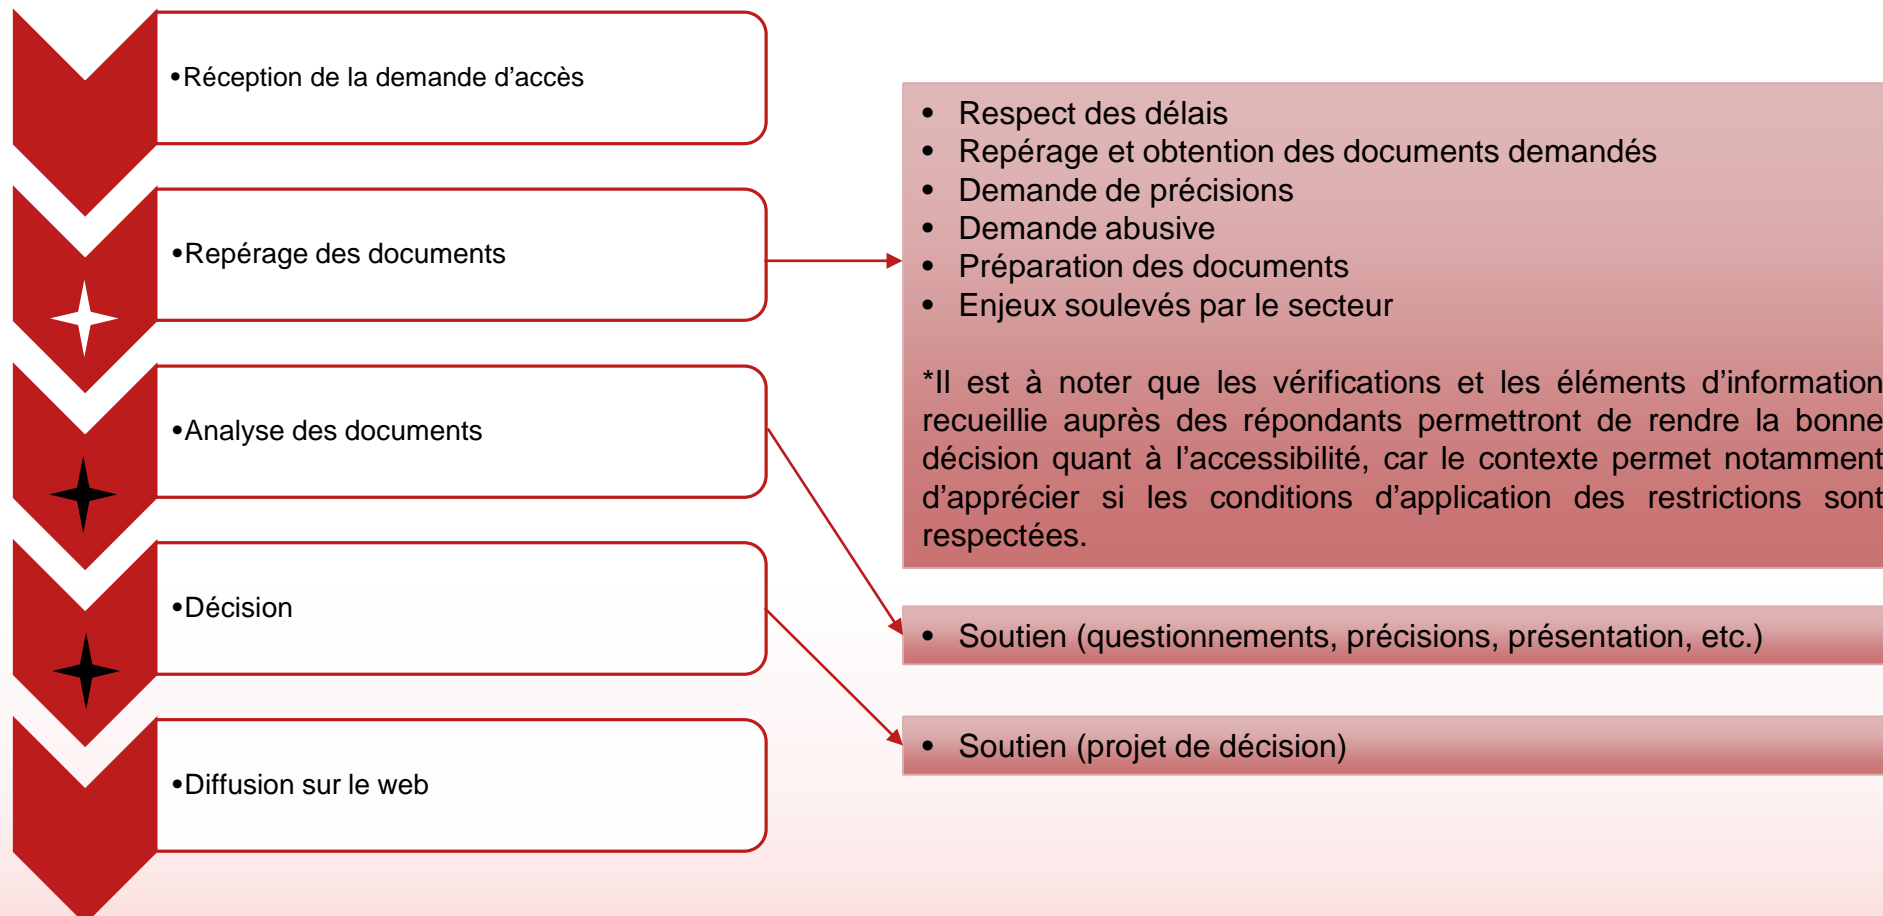 •Réception de la demande d’accès
•Repérage des documents
•Analyse des documents
•Décision
•Diffusion sur le web
• Respect des délais
• Repérage et obtention des documents demandés
• Demande de précisions
• Demande abusive
• Préparation des documents
• Enjeux soulevés par le secteur
*Il est à noter que les vérifications et les éléments d’information
recueillie auprès des répondants permettront de rendre la bonne
décision quant à l’accessibilité, car le contexte permet notamment
d’apprécier si les conditions d’application des restrictions sont
respectées.
• Soutien (questionnements, précisions, présentation, etc.)
• Soutien (projet de décision)